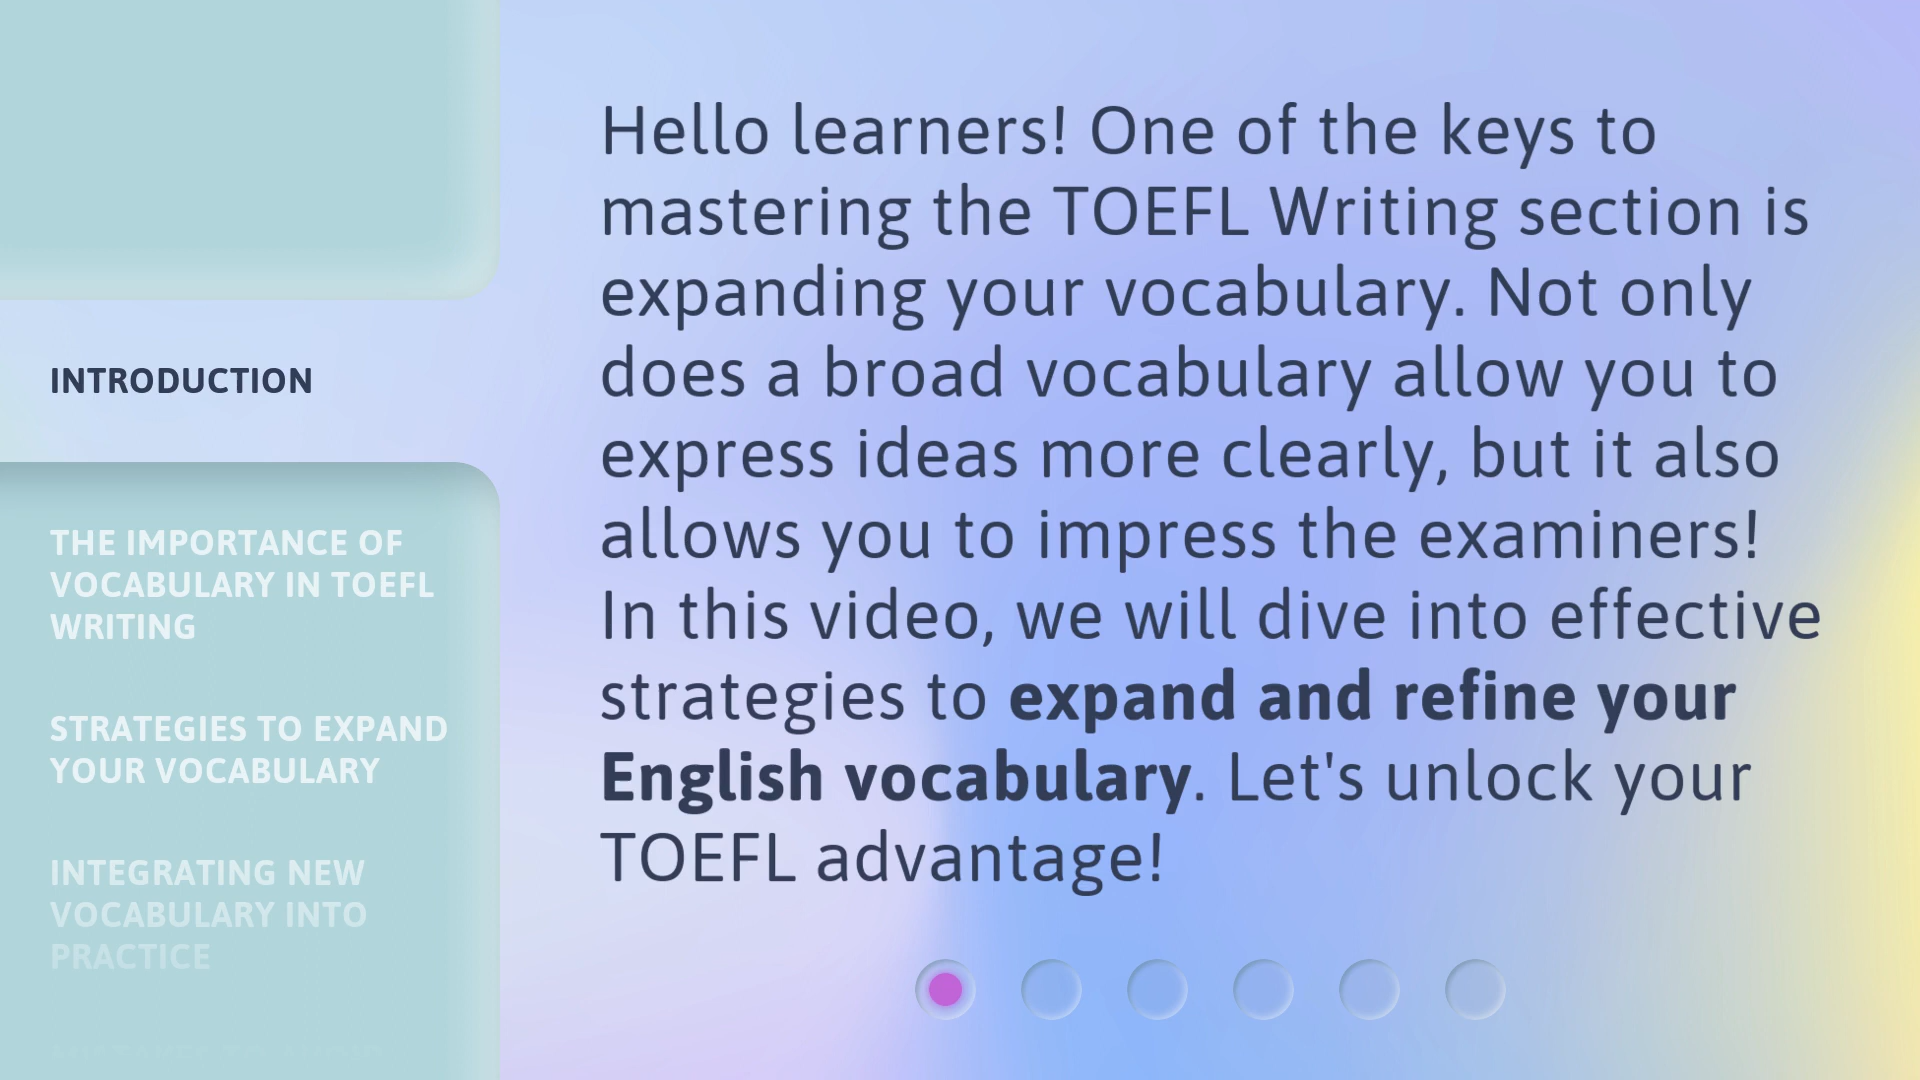 INTRODUCTION
THE IMPORTANCE OF
VOCABULARY IN TOEFL
WRITING
STRATEGIES TO EXPAND
YOUR VOCABULARY
INTEGRATING NEW
VOCABULARY INTO
PRACTICE
MISTAKES TO AVOID
Hello learners! One of the keys to
mastering the TOEFL Writing section is
expanding your vocabulary. Not only
does a broad vocabulary allow you to
express ideas more clearly, but it also
allows you to impress the examiners!
In this video, we will dive into effective
strategies to expand and refine your
English vocabulary. Let's unlock your
TOEFL advantage!